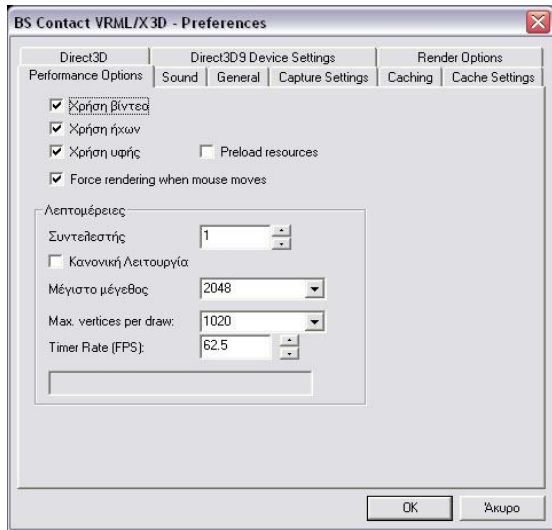 BS Contact VRML/X3D - Preferences
Direct3D Direct3D9 Device Settings Render Options
Performance Options Sound General Capture Settings Caching Cache Settings
Χρήση βίντεο
Χρήση ήχων
Χρήση υφής Preload resources
Force rendering when mouse moves
Λεπτομέρειες
Συντελεστής 1
Κανονική Λειτουργία
Μέγιστο μέγεθος 2048
Max. vertices per draw: 1020
Timer Rate (FPS): 62.5
OK Άκυρο